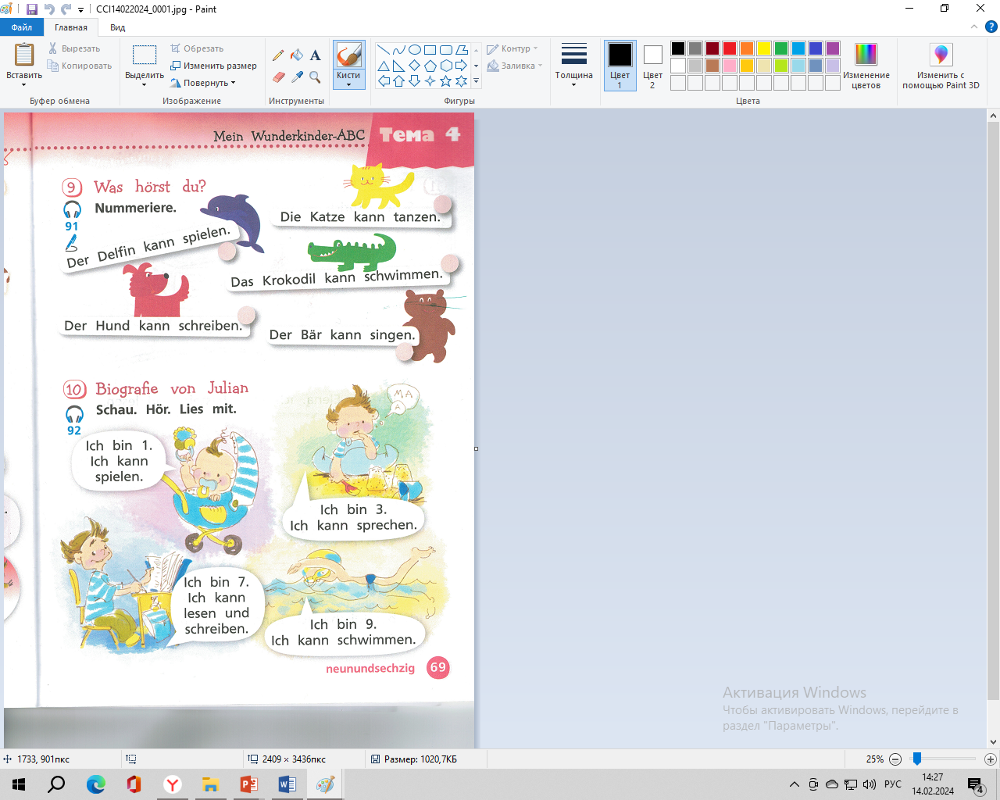 CCI14022024_0001.jpg - Paint
Файл
Главная
Вид
Вставить
Вырезать
Копировать
Буфер обмена
Выделить
Обрезать
Изменить размер
Повернуть
Изображение
A
Инструменты
Кисти
Контур
Заливка
Фигуры
Толщина
Цвет
1
Цвет
2
Изменение
цветов
Цвета
Изменить с
помощью Paint 3D
Mein Wunderkinder-ABC
Тема 4
9 Was hörst du?
Nummeriere.
91
Die Katze kann tanzen.
Der Delfin kann spielen.
Das Krokodil kann schwimmen.
Der Hund kann schreiben.
Der Bär kann singen.
10 Biografie von Julian
Schau. Hör. Lies mit.
92
MA
A
Ich bin 1.
Ich kann
spielen.
Ich bin 3.
Ich kann sprechen.
Ich bin 7.
Ich kann
lesen und
schreiben.
Ich bin 9.
Ich kann schwimmen.
neunundsechzig 69
Активация Windows
Чтобы активировать Windows, перейдите в
раздел "Параметры".
1733, 901пкс
2409 × 3436пкс
Размер: 1020,7КБ
25%
РУС
14:27
14.02.2024
4